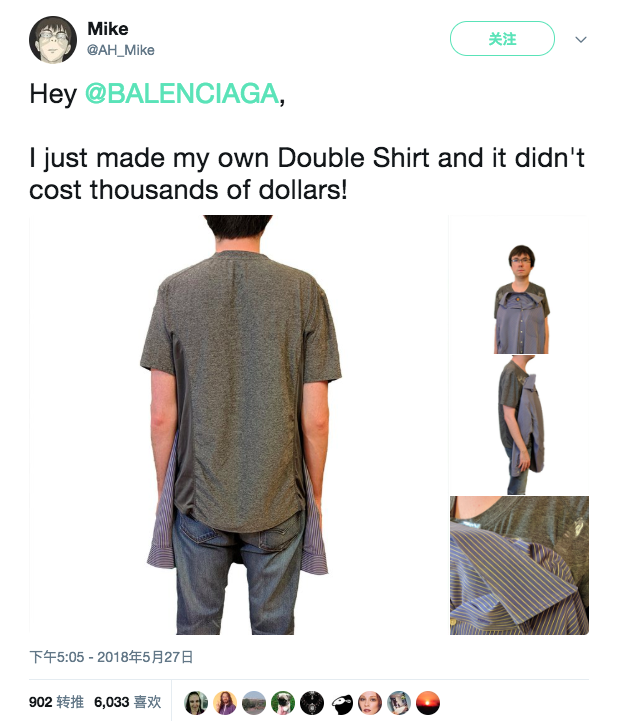 Mike
@AH_Mike
关注
Hey @BALENCIAGA,
I just made my own Double Shirt and it didn't
cost thousands of dollars!
下午5:05 - 2018年5月27日
902 转推 6,033 喜欢